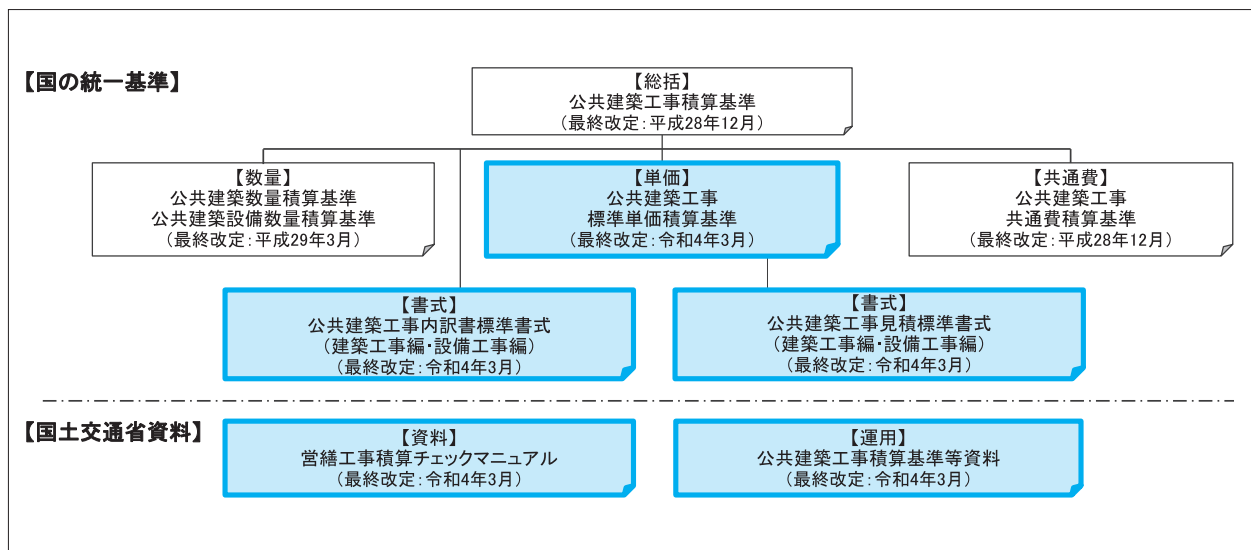 【国の統一基準】
【総括】
公共建築工事積算基準
(最終改定:平成28年12月)
【数量】
公共建築数量積算基準
公共建築設備数量積算基準
(最終改定:平成29年3月)
【単価】
公共建築工事
標準単価積算基準
(最終改定:令和4年3月)
【共通費】
公共建築工事
共通費積算基準
(最終改定:平成28年12月)
【書式】
公共建築工事内訳書標準書式
(建築工事編・設備工事編)
(最終改定:令和4年3月)
【書式】
公共建築工事見積標準書式
(建築工事編・設備工事編)
(最終改定:令和4年3月)
【国土交通省資料】
【資料】
営繕工事積算チェックマニュアル
(最終改定:令和4年3月)
【運用】
公共建築工事積算基準等資料
(最終改定:令和4年3月)